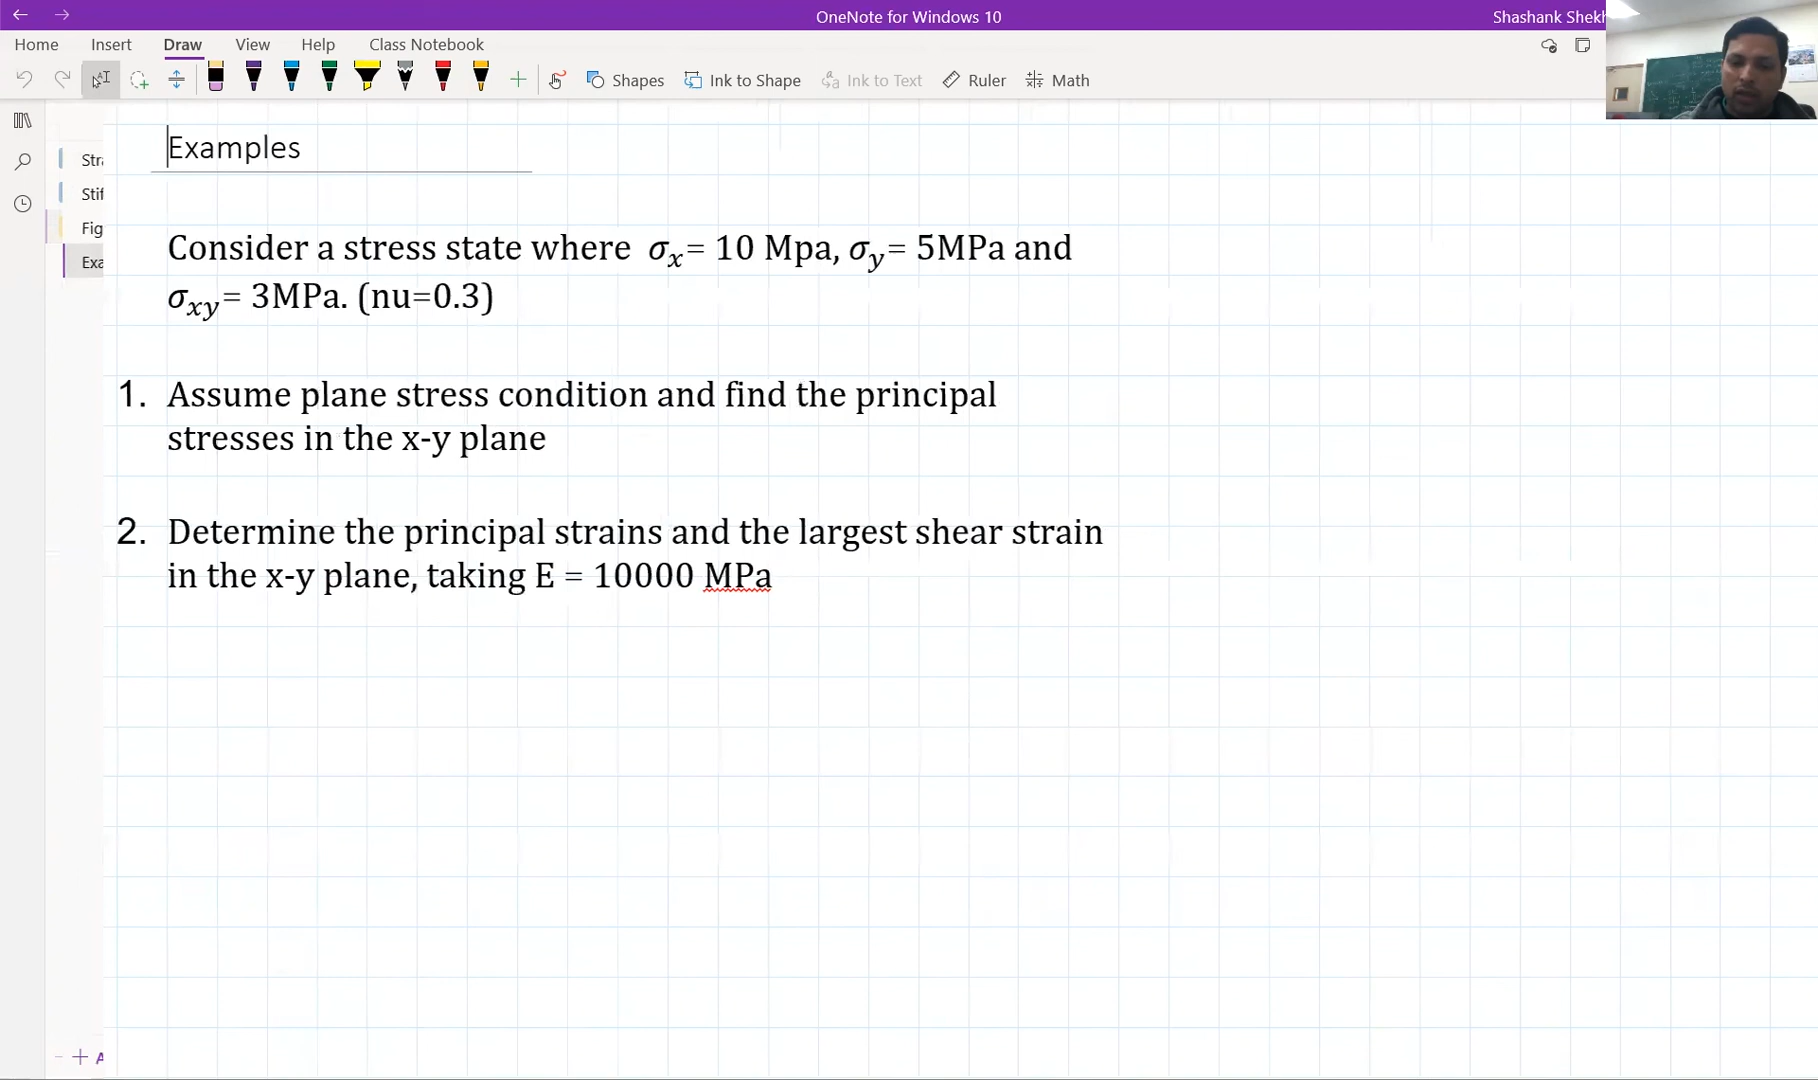 OneNote for Windows 10
Shashank Shekh
Home Insert Draw View Help Class Notebook
Shapes Ink to Shape Ink to Text Ruler Math
Examples
Stra
Stif
Fig
Exa
Consider a stress state where σₓ= 10 Mpa, σ_y= 5MPa and
σ_xy= 3MPa. (nu=0.3)
1. Assume plane stress condition and find the principal
stresses in the x-y plane
2. Determine the principal strains and the largest shear strain
in the x-y plane, taking E = 10000 MPa
+ A